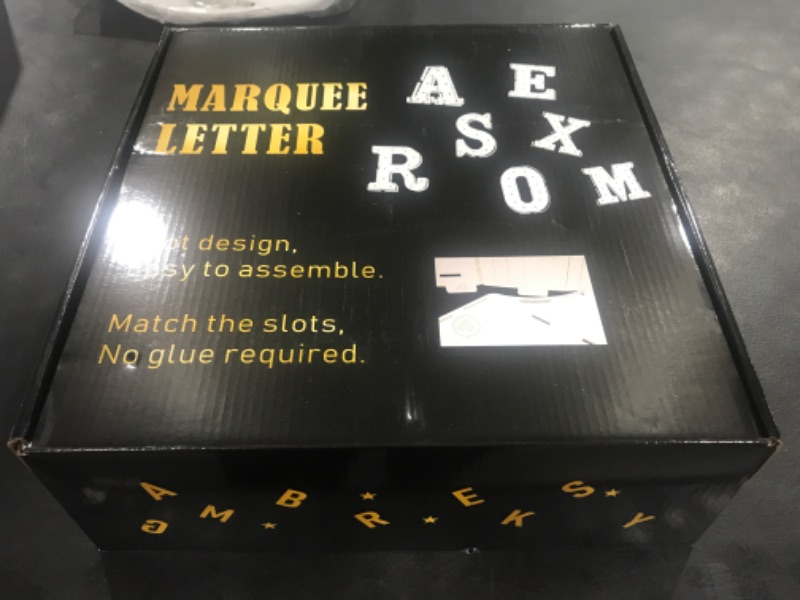 MARQUEE
LETTER
A E
S X
R O M
design,
to assemble.
Match the slots,
No glue required.
A B E S
G M R K Y